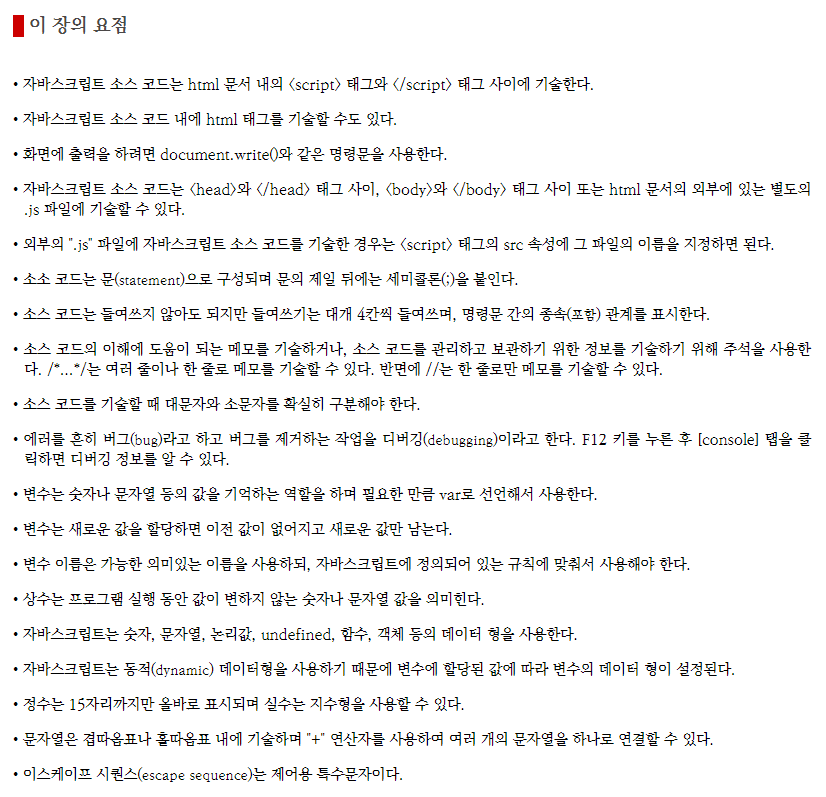 이 장의 요점
• 자바스크립트 소스 코드는 html 문서 내의 〈script〉 태그와 〈/script〉 태그 사이에 기술한다.
• 자바스크립트 소스 코드 내에 html 태그를 기술할 수도 있다.
• 화면에 출력을 하려면 document.write()와 같은 명령문을 사용한다.
• 자바스크립트 소스 코드는 〈head〉와 〈/head〉 태그 사이, 〈body〉와 〈/body〉 태그 사이 또는 html 문서의 외부에 있는 별도의
.js 파일에 기술할 수 있다.
• 외부의 ".js" 파일에 자바스크립트 소스 코드를 기술한 경우는 〈script〉 태그의 src 속성에 그 파일의 이름을 지정하면 된다.
• 소소 코드는 문(statement)으로 구성되며 문의 제일 뒤에는 세미콜론(;)을 붙인다.
• 소스 코드는 들여쓰지 않아도 되지만 들여쓰기는 대개 4칸씩 들여쓰며, 명령문 간의 종속(포함) 관계를 표시한다.
• 소스 코드의 이해에 도움이 되는 메모를 기술하거나, 소스 코드를 관리하고 보관하기 위한 정보를 기술하기 위해 주석을 사용한
다. /*...*/는 여러 줄이나 한 줄로 메모를 기술할 수 있다. 반면에 //는 한 줄로만 메모를 기술할 수 있다.
• 소스 코드를 기술할 때 대문자와 소문자를 확실히 구분해야 한다.
• 에러를 흔히 버그(bug)라고 하고 버그를 제거하는 작업을 디버깅(debugging)이라고 한다. F12 키를 누른 후 [console] 탭을 클
릭하면 디버깅 정보를 알 수 있다.
• 변수는 숫자나 문자열 등의 값을 기억하는 역할을 하며 필요한 만큼 var로 선언해서 사용한다.
• 변수는 새로운 값을 할당하면 이전 값이 없어지고 새로운 값만 남는다.
• 변수 이름은 가능한 의미있는 이름을 사용하되, 자바스크립트에 정의되어 있는 규칙에 맞춰서 사용해야 한다.
• 상수는 프로그램 실행 동안 값이 변하지 않는 숫자나 문자열 값을 의미한다.
• 자바스크립트는 숫자, 문자열, 논리값, undefined, 함수, 객체 등의 데이터 형을 사용한다.
• 자바스크립트는 동적(dynamic) 데이터형을 사용하기 때문에 변수에 할당된 값에 따라 변수의 데이터 형이 설정된다.
• 정수는 15자리까지만 올바로 표시되며 실수는 지수형을 사용할 수 있다.
• 문자열은 겹따옴표나 홑따옴표 내에 기술하며 "+" 연산자를 사용하여 여러 개의 문자열을 하나로 연결할 수 있다.
• 이스케이프 시퀀스(escape sequence)는 제어용 특수문자이다.